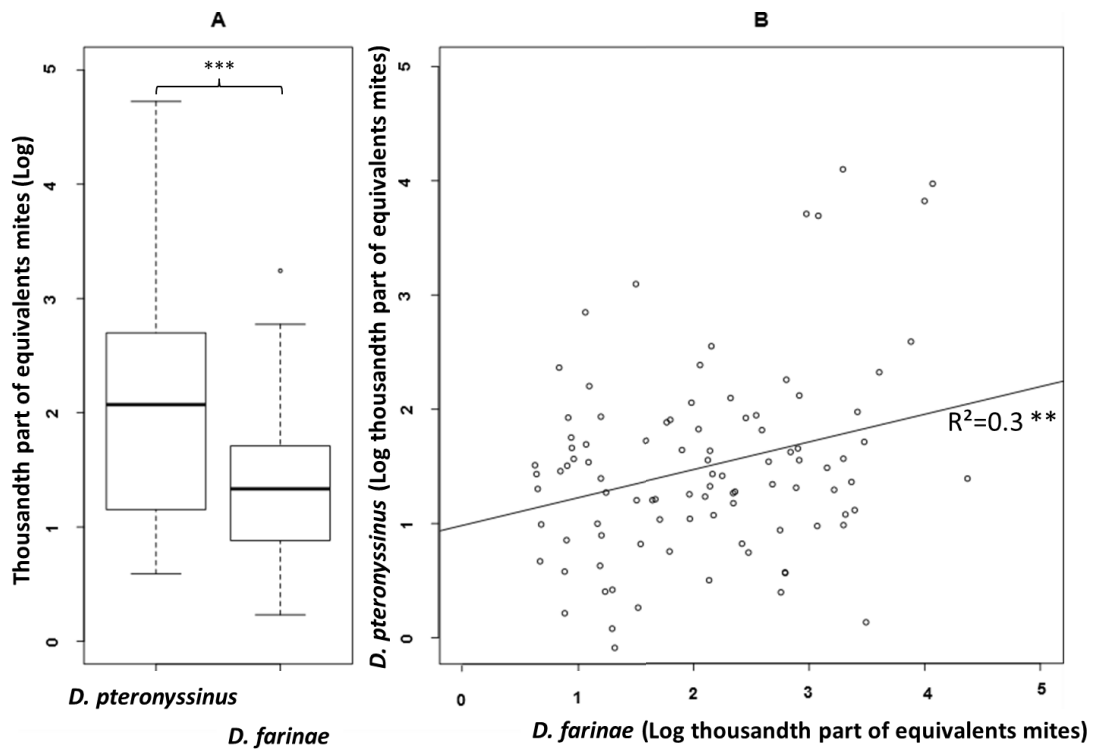 A
Thousandth part of equivalents mites (Log)
5
4
3
2
1
0
***
D. pteronyssinus
D. farinae
B
D. pteronyssinus (Log thousandth part of equivalents mites)
5
4
3
2
1
0
R²=0.3 **
0 1 2 3 4 5
D. farinae (Log thousandth part of equivalents mites)